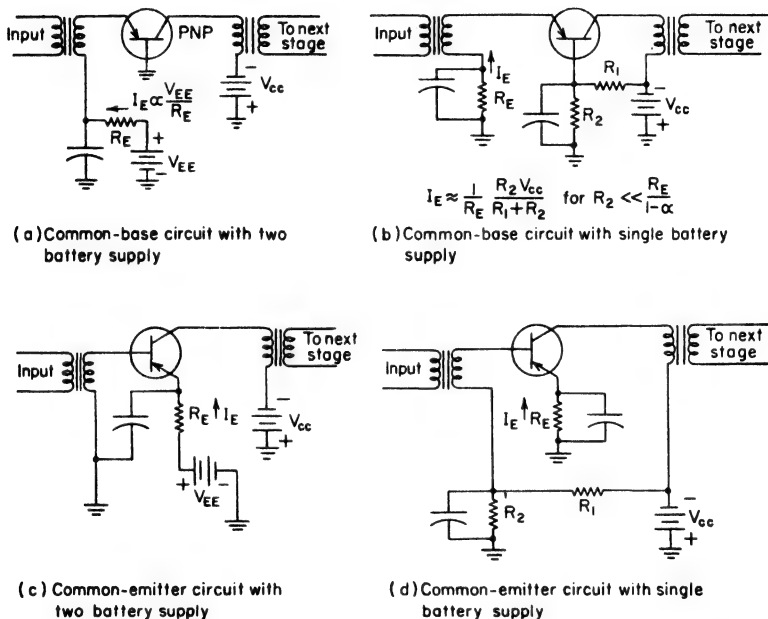 Input
PNP
To next
stage
−
V_cc
+
I_E ∝ V_EE / R_E
R_E
+
V_EE
−
(a) Common-base circuit with two
battery supply
Input
I_E
R_E
R_1
R_2
To next
stage
−
V_cc
+
I_E ≈ 1/R_E R_2 V_cc/(R_1+R_2) for R_2 << R_E/(1-α)
(b) Common-base circuit with single battery
supply
Input
To next
stage
R_E
I_E
−
V_cc
+
+
V_EE
−
(c) Common-emitter circuit with
two battery supply
Input
To next
stage
I_E
R_E
R_2
R_1
−
V_cc
+
(d) Common-emitter circuit with single
battery supply